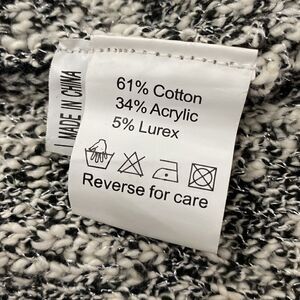 61% Cotton
34% Acrylic
5% Lurex
Reverse for care
MADE IN CHINA